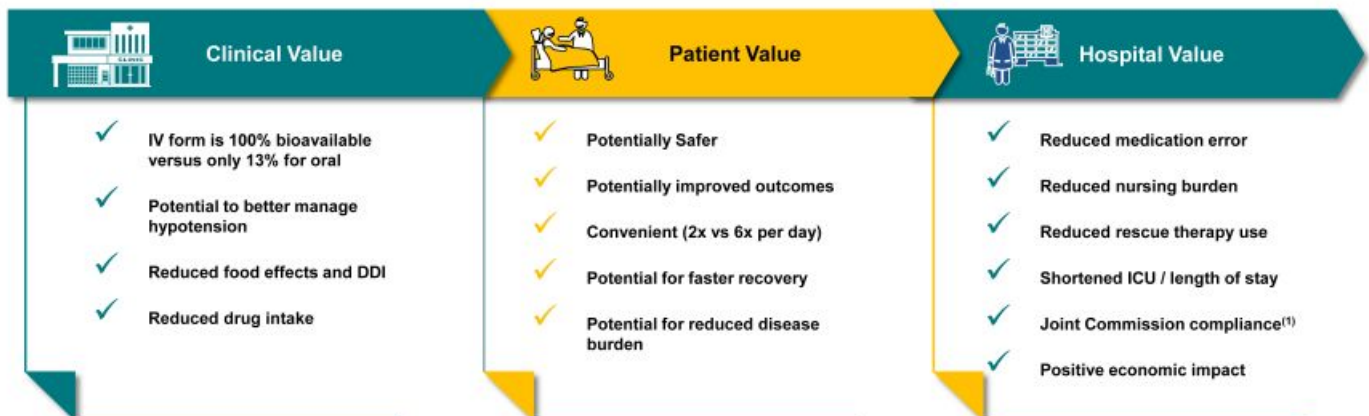 Clinical Value
IV form is 100% bioavailable
versus only 13% for oral
Potential to better manage
hypotension
Reduced food effects and DDI
Reduced drug intake
Patient Value
Potentially Safer
Potentially improved outcomes
Convenient (2x vs 6x per day)
Potential for faster recovery
Potential for reduced disease
burden
Hospital Value
Reduced medication error
Reduced nursing burden
Reduced rescue therapy use
Shortened ICU / length of stay
Joint Commission compliance(1)
Positive economic impact
CLINIC